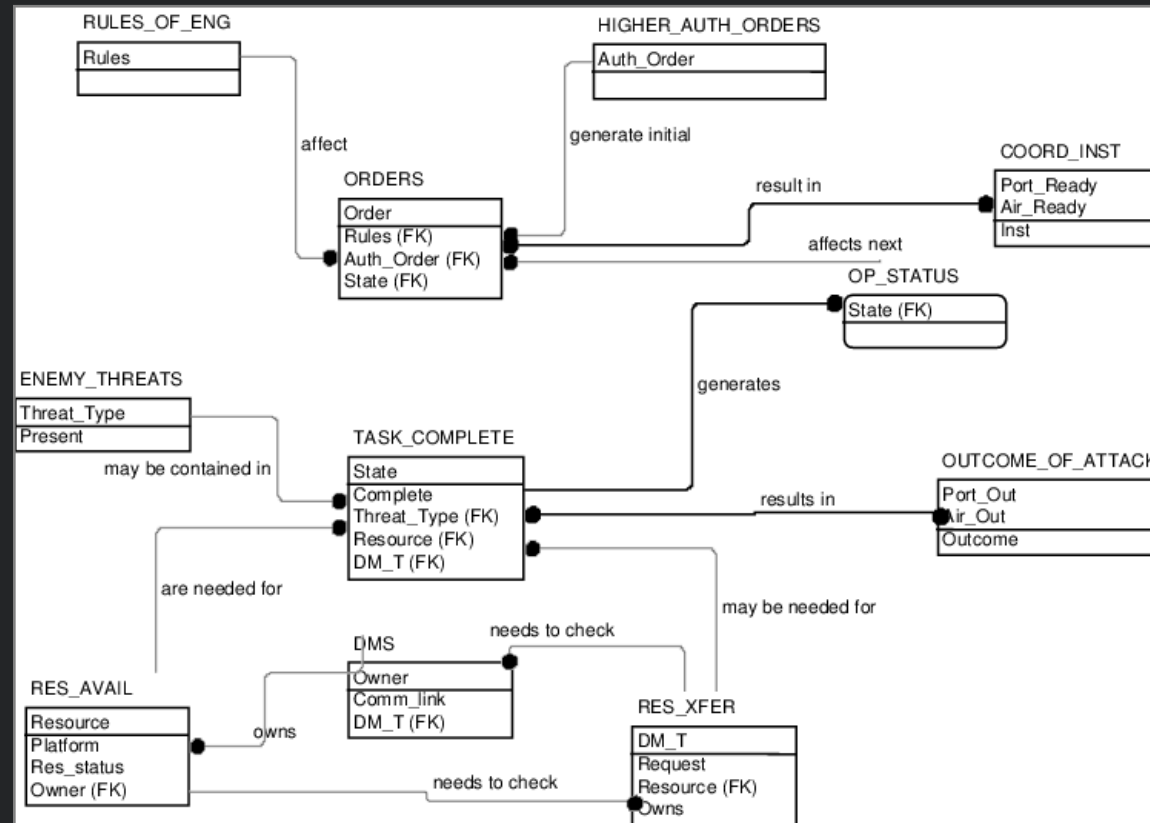 RULES_OF_ENG
Rules
HIGHER_AUTH_ORDERS
Auth_Order
affect
generate initial
COORD_INST
Port_Ready
Air_Ready
Inst
result in
ORDERS
Order
Rules (FK)
Auth_Order (FK)
State (FK)
affects next
OP_STATUS
State (FK)
generates
ENEMY_THREATS
Threat_Type
Present
may be contained in
TASK_COMPLETE
State
Complete
Threat_Type (FK)
Resource (FK)
DM_T (FK)
results in
OUTCOME_OF_ATTACK
Port_Out
Air_Out
Outcome
are needed for
may be needed for
needs to check
DMS
Owner
Comm_link
DM_T (FK)
owns
RES_AVAIL
Resource
Platform
Res_status
Owner (FK)
needs to check
RES_XFER
DM_T
Request
Resource (FK)
Owns